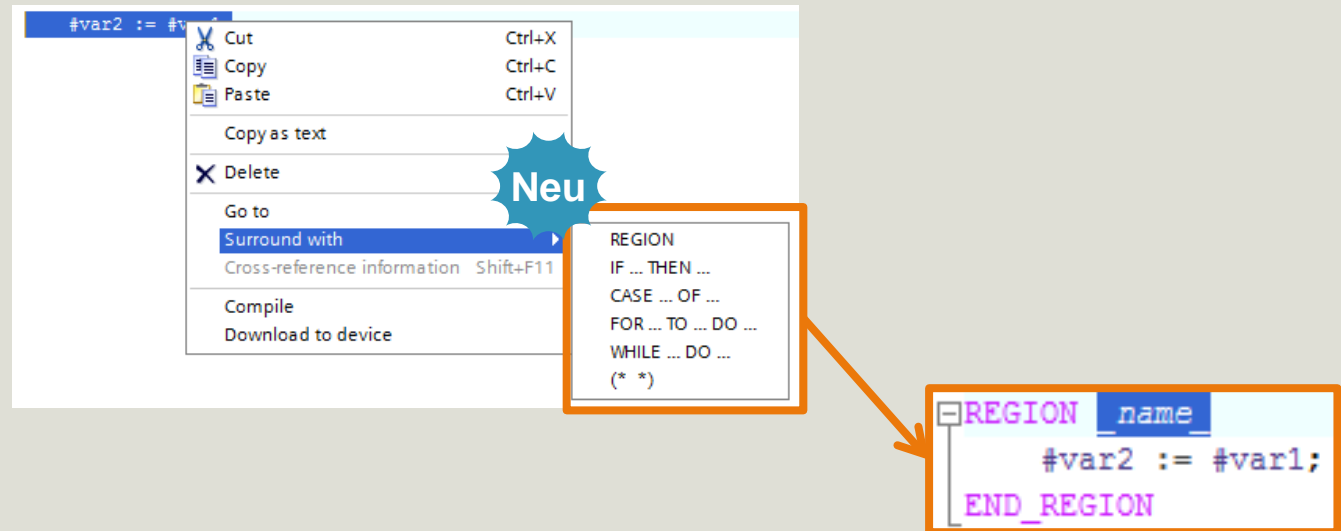 #var2 := #v
Cut Ctrl+X
Copy Ctrl+C
Paste Ctrl+V
Copy as text
Delete
Neu
Go to
Surround with
Cross-reference information Shift+F11
Compile
Download to device
REGION
IF ... THEN ...
CASE ... OF ...
FOR ... TO ... DO ...
WHILE ... DO ...
(* *)
REGION _name_
#var2 := #var1;
END_REGION